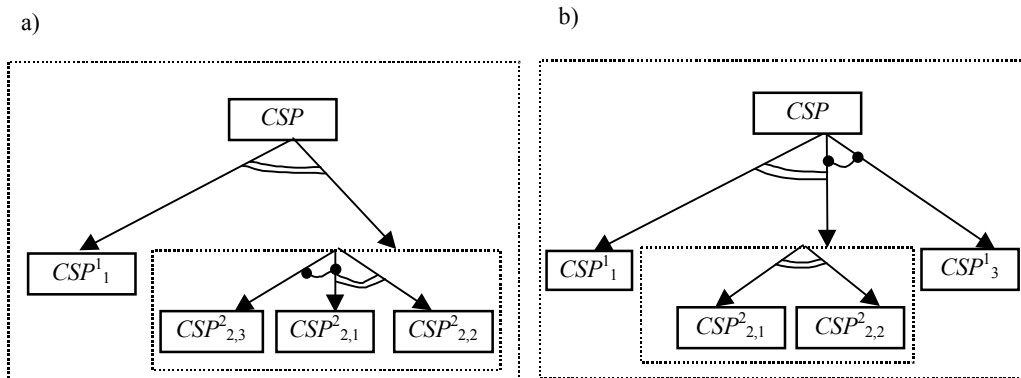 a)
b)
CSP
CSP
CSP¹₁
CSP²₂,₃
CSP²₂,₁
CSP²₂,₂
CSP¹₁
CSP²₂,₁
CSP²₂,₂
CSP¹₃